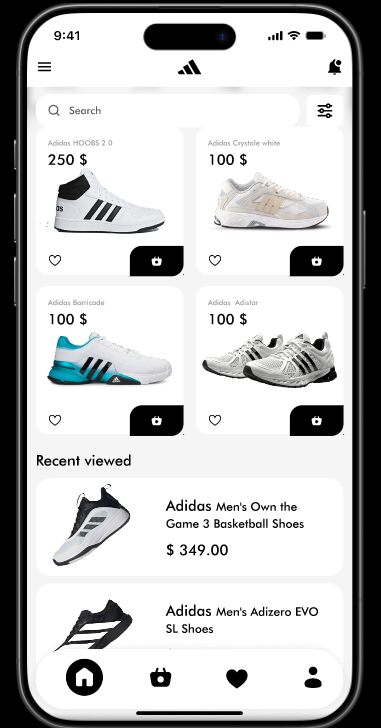 9:41
Search
Adidas HOOBS 2.0
250 $
Adidas Crystale white
100 $
Adidas Barricade
100 $
Adidas Adistar
100 $
Recent viewed
Adidas Men's Own the
Game 3 Basketball Shoes
$ 349.00
Adidas Men's Adizero EVO
SL Shoes